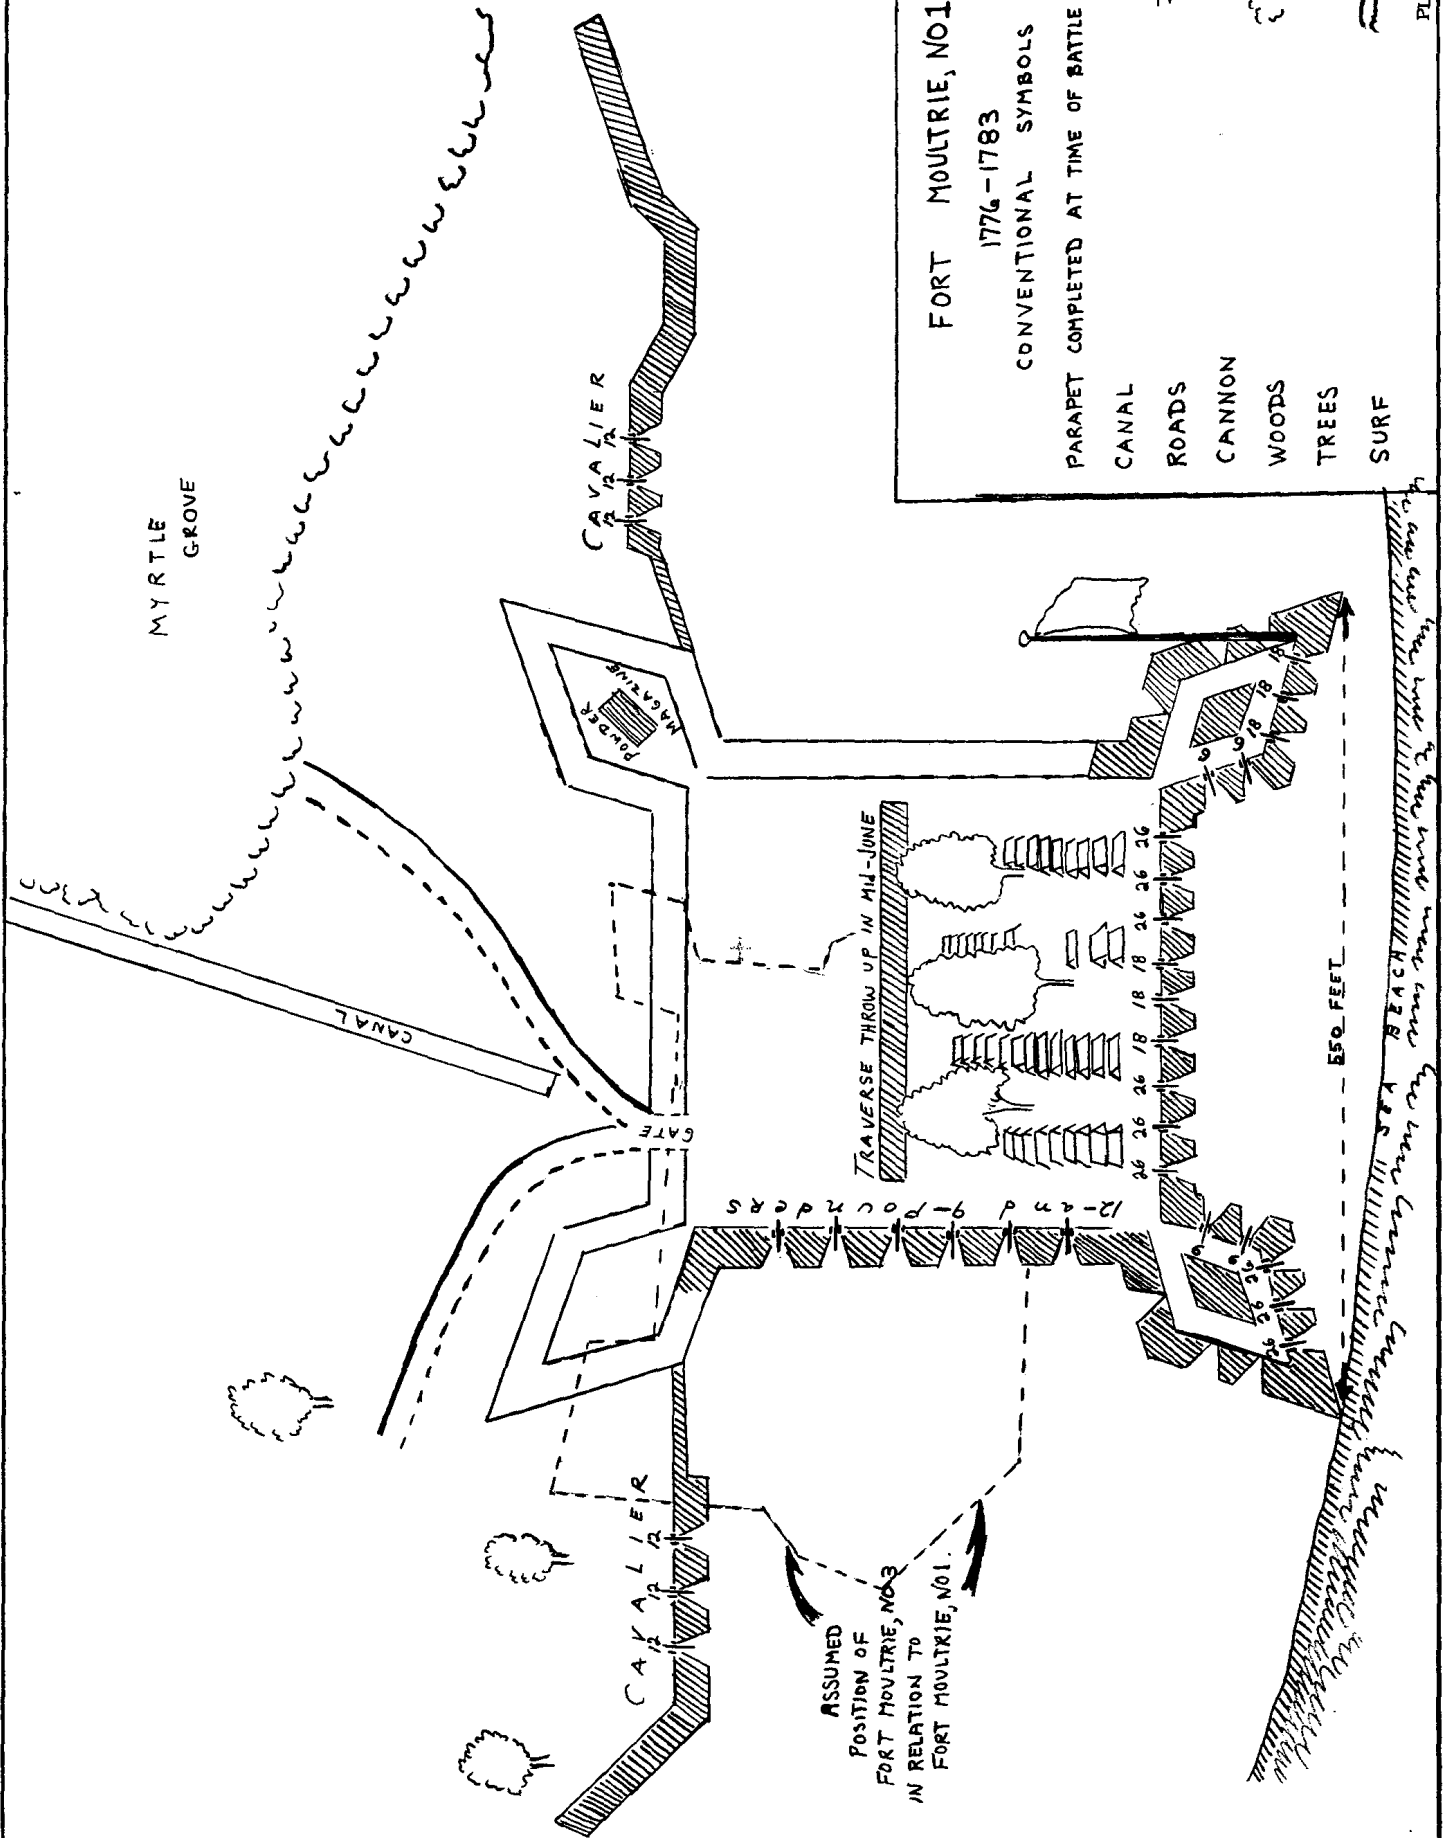 MYRTLE
GROVE
CANAL
GATE
POWDER
MAGAZINE
CAVALIER
12 12 12
CAVALIER
12 12 12
TRAVERSE THROW UP IN MID-JUNE
12-and 9-Pounders
26 26 26 18 18 18 26 26 26
9 9
26 26 26
9 9
18 18 18
550 FEET
BEACH
ASSUMED
POSITION OF
FORT MOULTRIE, NO3
IN RELATION TO
FORT MOULTRIE, NO1.
FORT MOULTRIE, NO1
1776-1783
CONVENTIONAL SYMBOLS
PARAPET COMPLETED AT TIME OF BATTLE
CANAL
ROADS
CANNON
WOODS
TREES
SURF